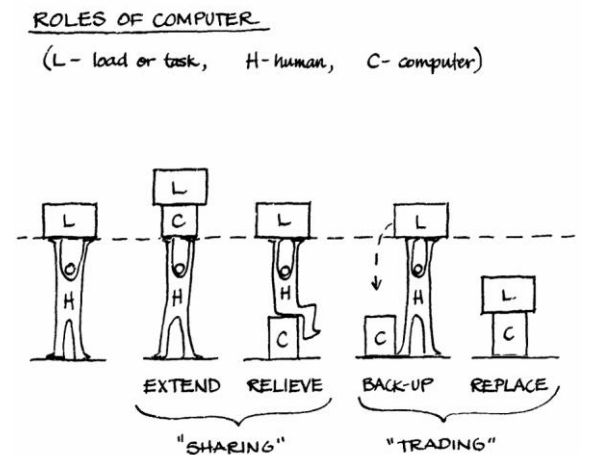 ROLES OF COMPUTER
(L- load or task, H-human, C- computer)
L
C
L L L
H H H H L.
C C C
EXTEND RELIEVE BACK-UP REPLACE
"SHARING" "TRADING"